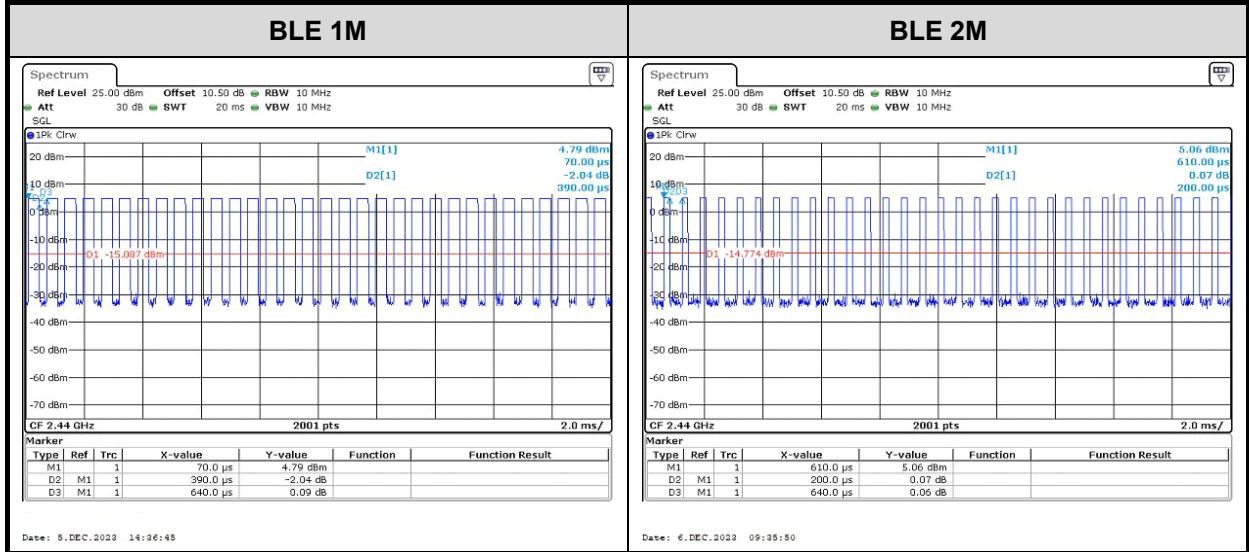 BLE 1M
Spectrum
Ref Level 25.00 dBm Offset 10.50 dB RBW 10 MHz
Att 30 dB SWT 20 ms VBW 10 MHz
SGL
1Pk Clrw
M1[1] 4.79 dBm
70.00 µs
D2[1] -2.04 dB
390.00 µs
20 dBm
10 dBm
0 dBm
-10 dBm
D1 -15.087 dBm
-20 dBm
-30 dBm
-40 dBm
-50 dBm
-60 dBm
-70 dBm
CF 2.44 GHz 2001 pts 2.0 ms/
Marker
Type Ref Trc X-value Y-value Function Function Result
M1 1 70.0 µs 4.79 dBm
D2 M1 1 390.0 µs -2.04 dB
D3 M1 1 640.0 µs 0.09 dB
Date: 5.DEC.2023 14:36:45
BLE 2M
Spectrum
Ref Level 25.00 dBm Offset 10.50 dB RBW 10 MHz
Att 30 dB SWT 20 ms VBW 10 MHz
SGL
1Pk Clrw
M1[1] 5.06 dBm
610.00 µs
D2[1] 0.07 dB
200.00 µs
20 dBm
10 dBm
0 dBm
-10 dBm
D1 -14.774 dBm
-20 dBm
-30 dBm
-40 dBm
-50 dBm
-60 dBm
-70 dBm
CF 2.44 GHz 2001 pts 2.0 ms/
Marker
Type Ref Trc X-value Y-value Function Function Result
M1 1 610.0 µs 5.06 dBm
D2 M1 1 200.0 µs 0.07 dB
D3 M1 1 640.0 µs 0.06 dB
Date: 6.DEC.2023 09:35:50